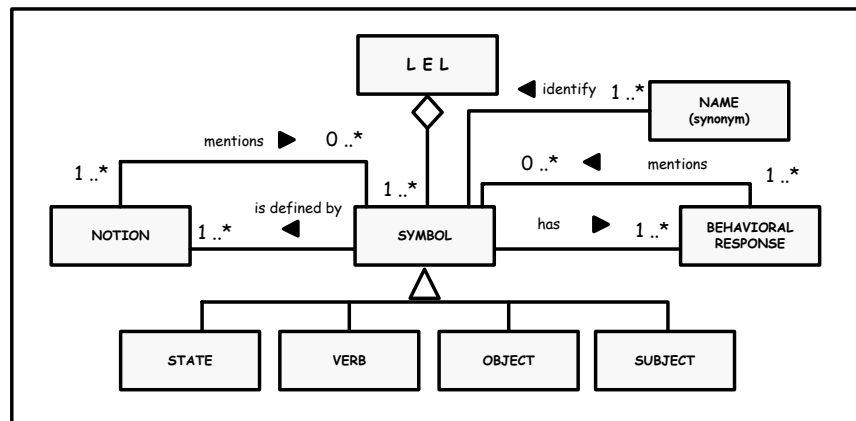 L E L
identify
1 ..*
NAME
(synonym)
mentions
0 ..*
0 ..*
mentions
1 ..*
1 ..*
1 ..*
is defined by
NOTION
1 ..*
SYMBOL
has
1 ..*
BEHAVIORAL
RESPONSE
STATE
VERB
OBJECT
SUBJECT